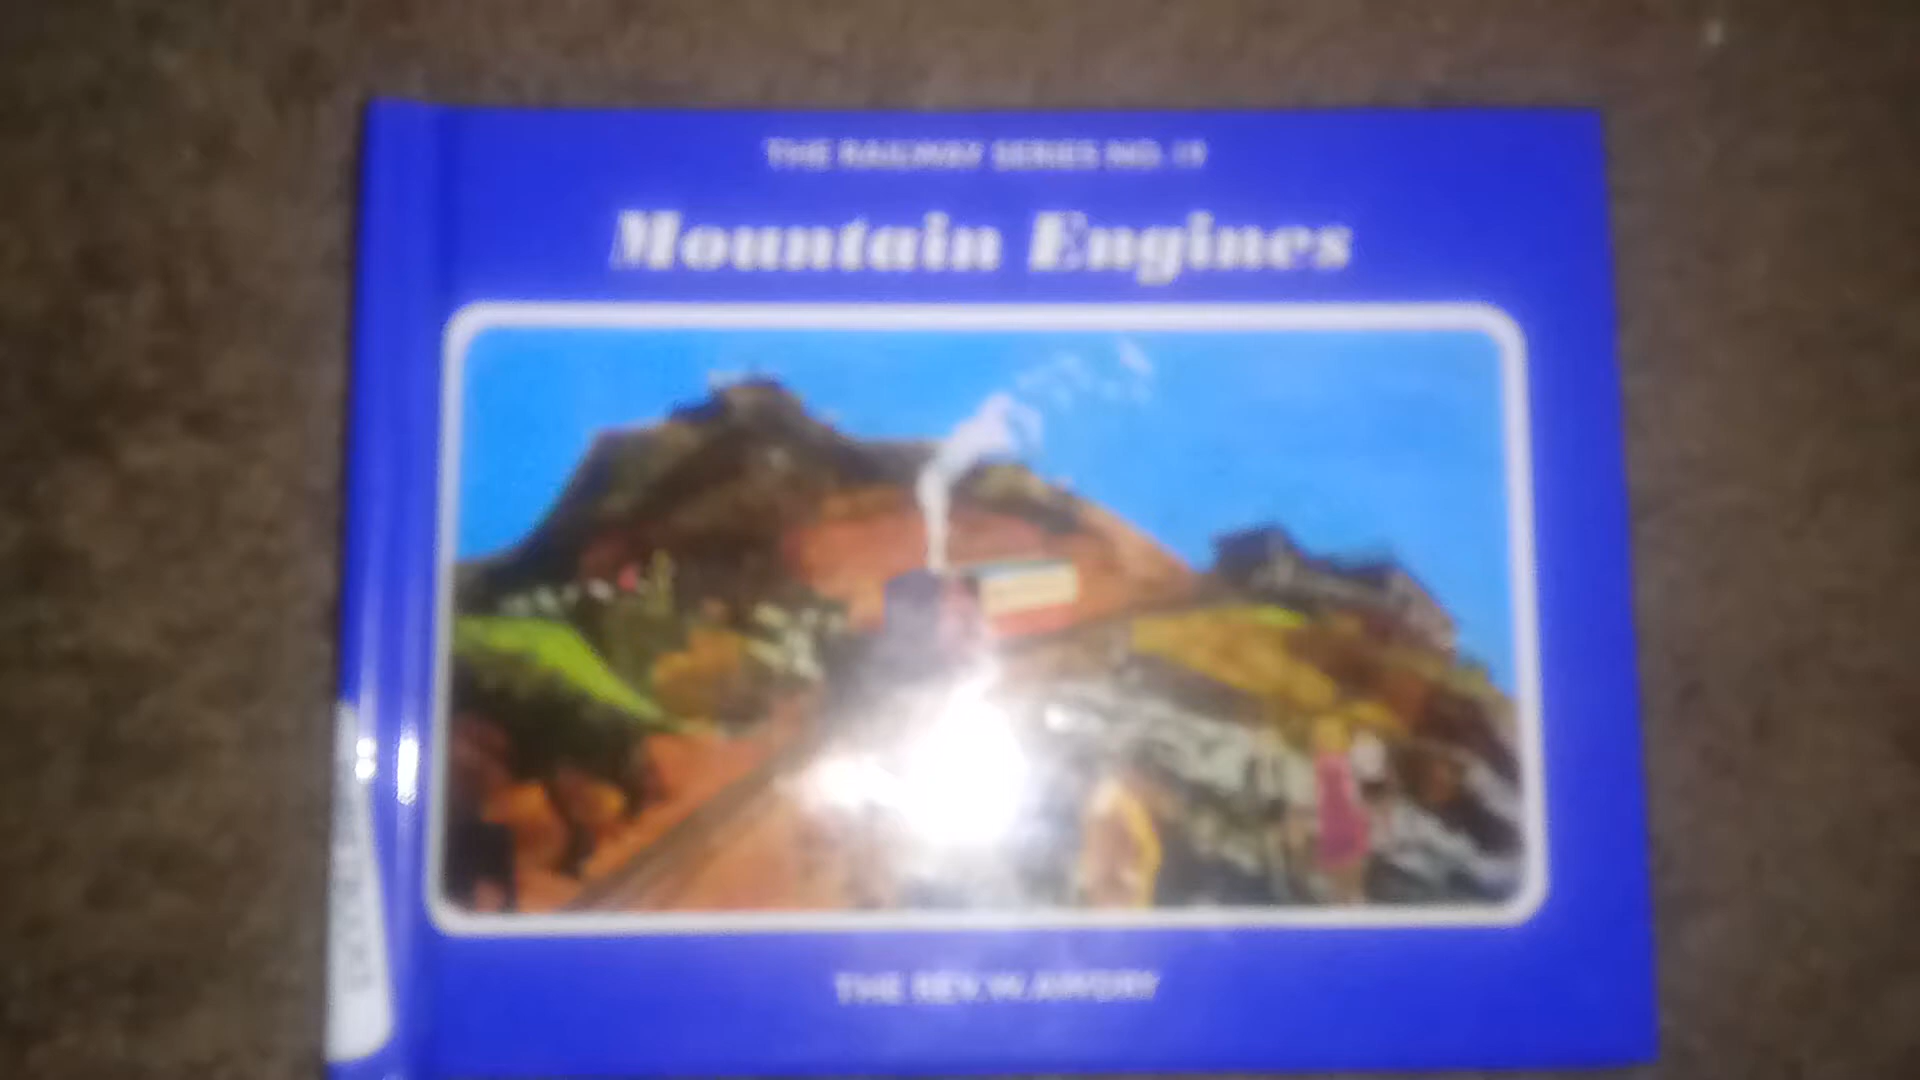 THE RAILWAY SERIES NO. 19
Mountain Engines
THE REV. W. AWDRY